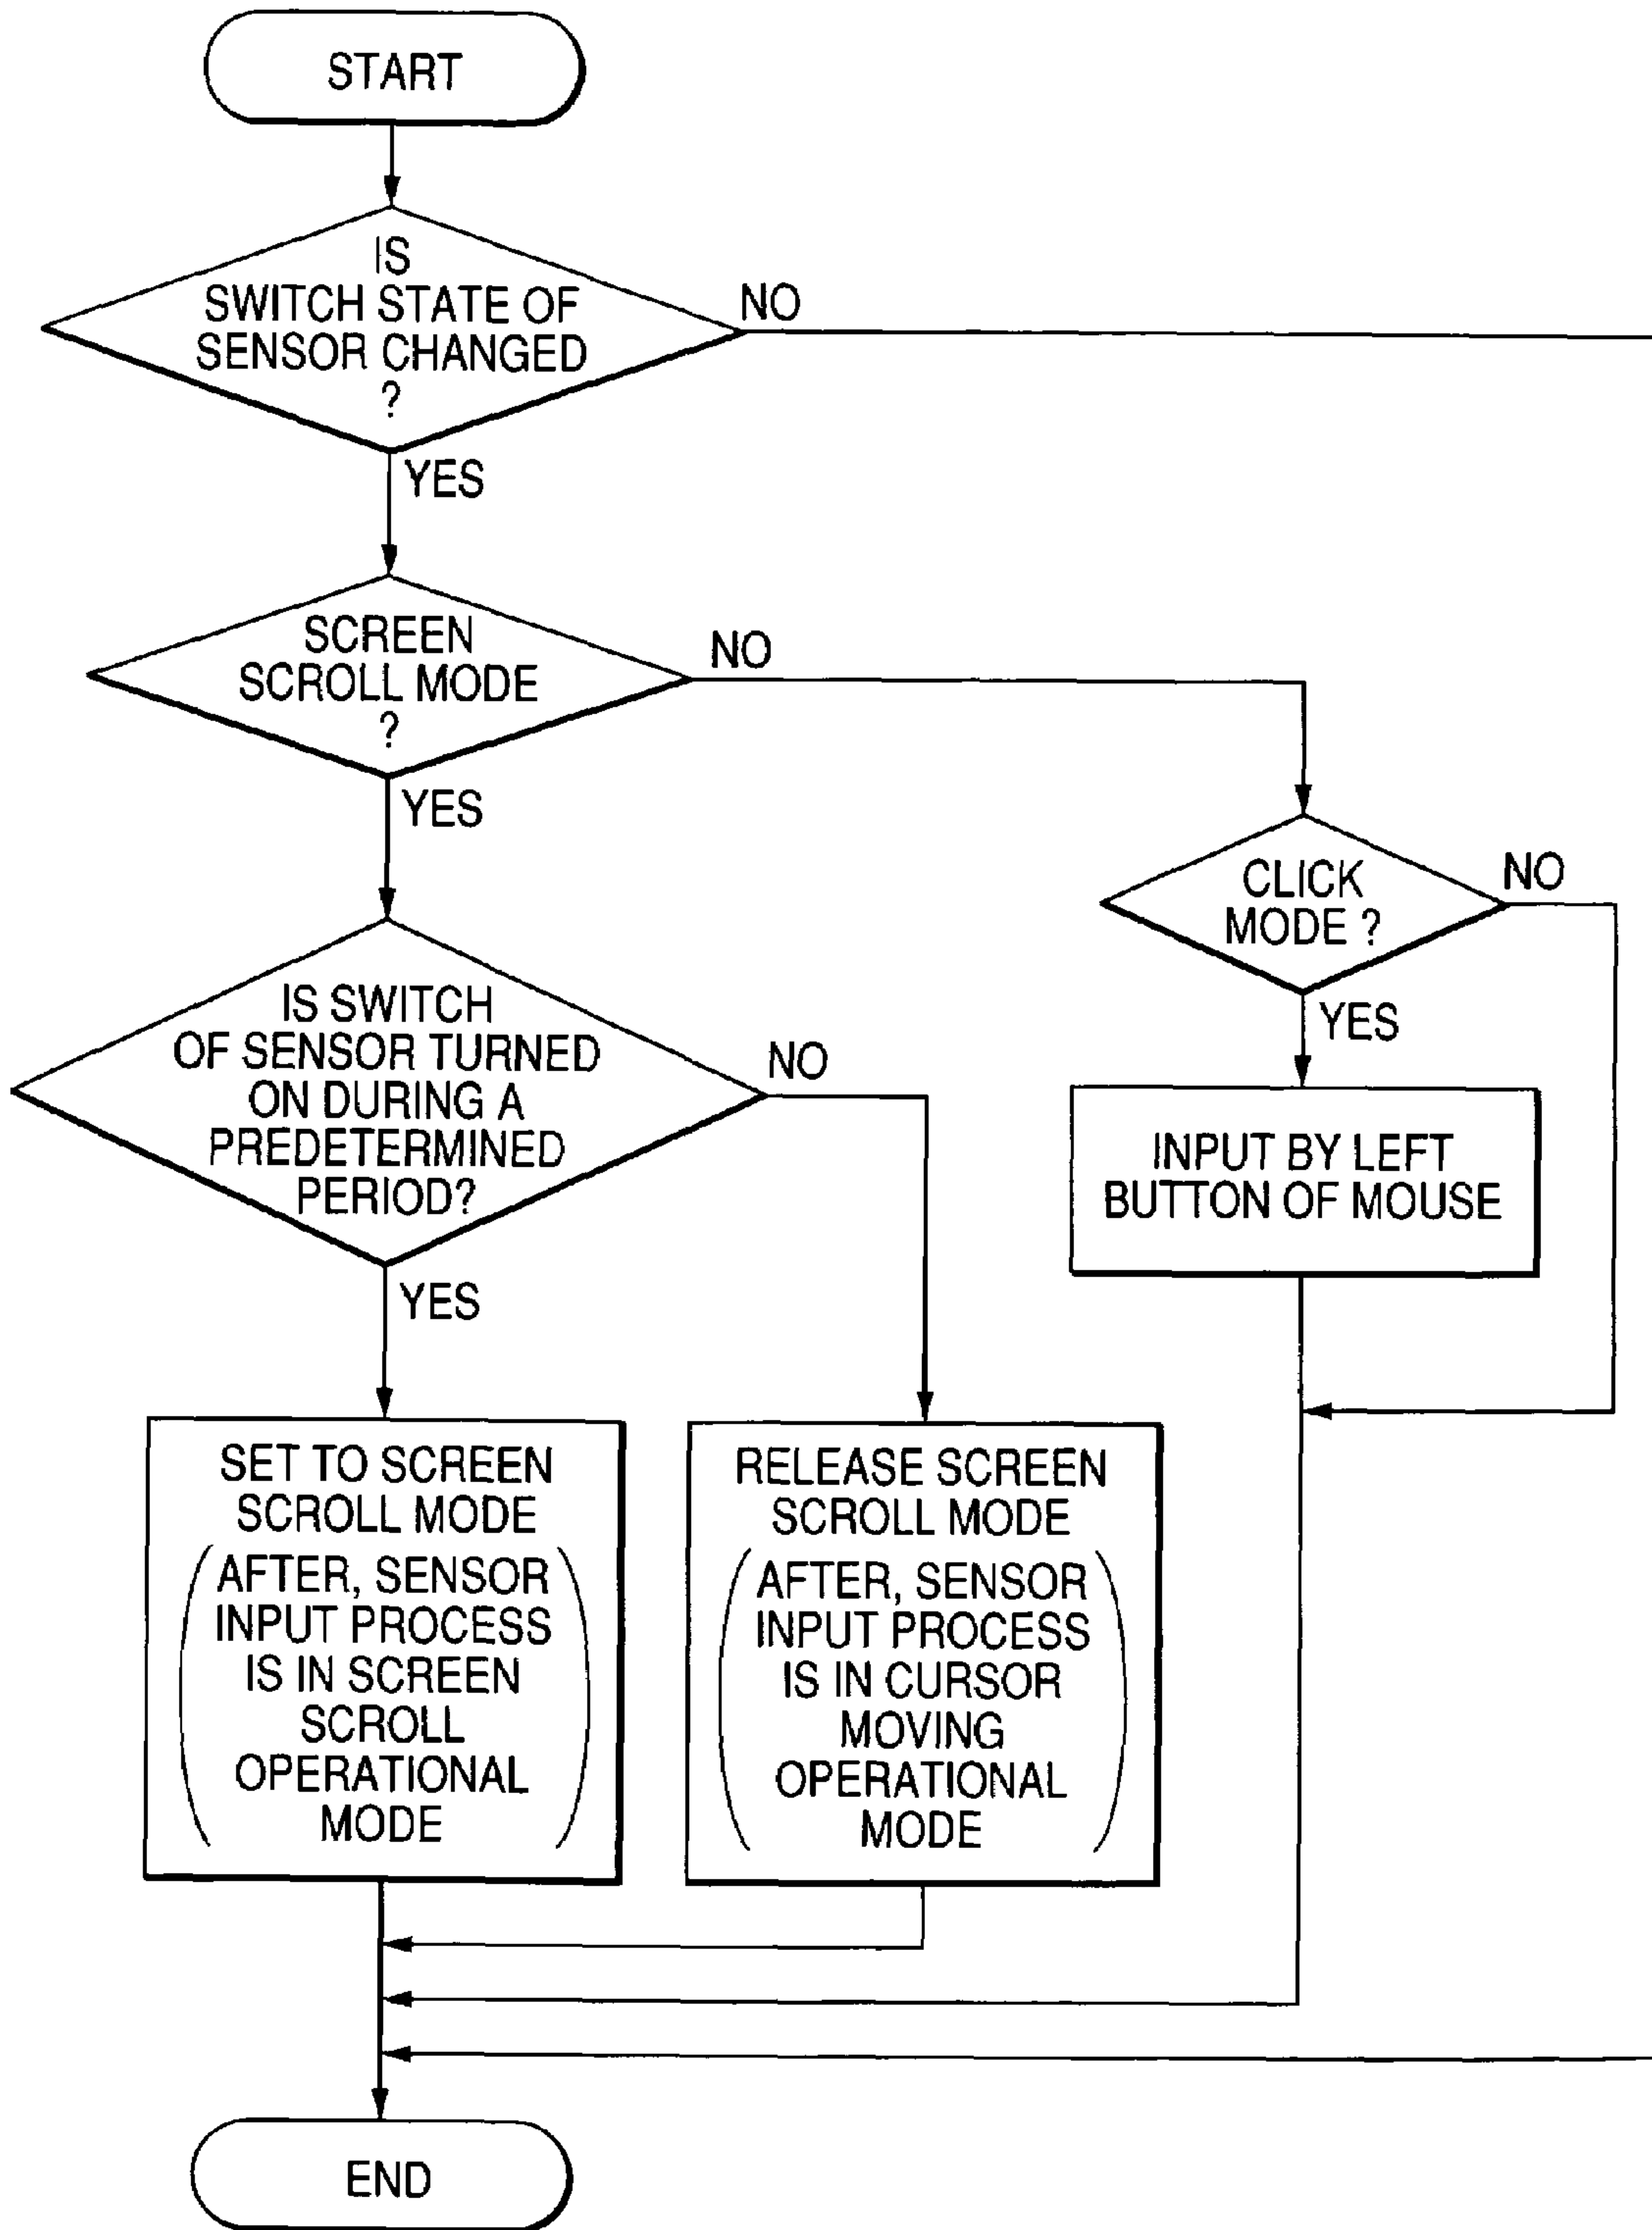 START
IS
SWITCH STATE OF
SENSOR CHANGED
?
NO
YES
SCREEN
SCROLL MODE
?
NO
YES
CLICK
MODE ?
NO
YES
IS SWITCH
OF SENSOR TURNED
ON DURING A
PREDETERMINED
PERIOD?
NO
YES
INPUT BY LEFT
BUTTON OF MOUSE
SET TO SCREEN
SCROLL MODE
(AFTER, SENSOR
INPUT PROCESS
IS IN SCREEN
SCROLL
OPERATIONAL
MODE)
RELEASE SCREEN
SCROLL MODE
(AFTER, SENSOR
INPUT PROCESS
IS IN CURSOR
MOVING
OPERATIONAL
MODE)
END